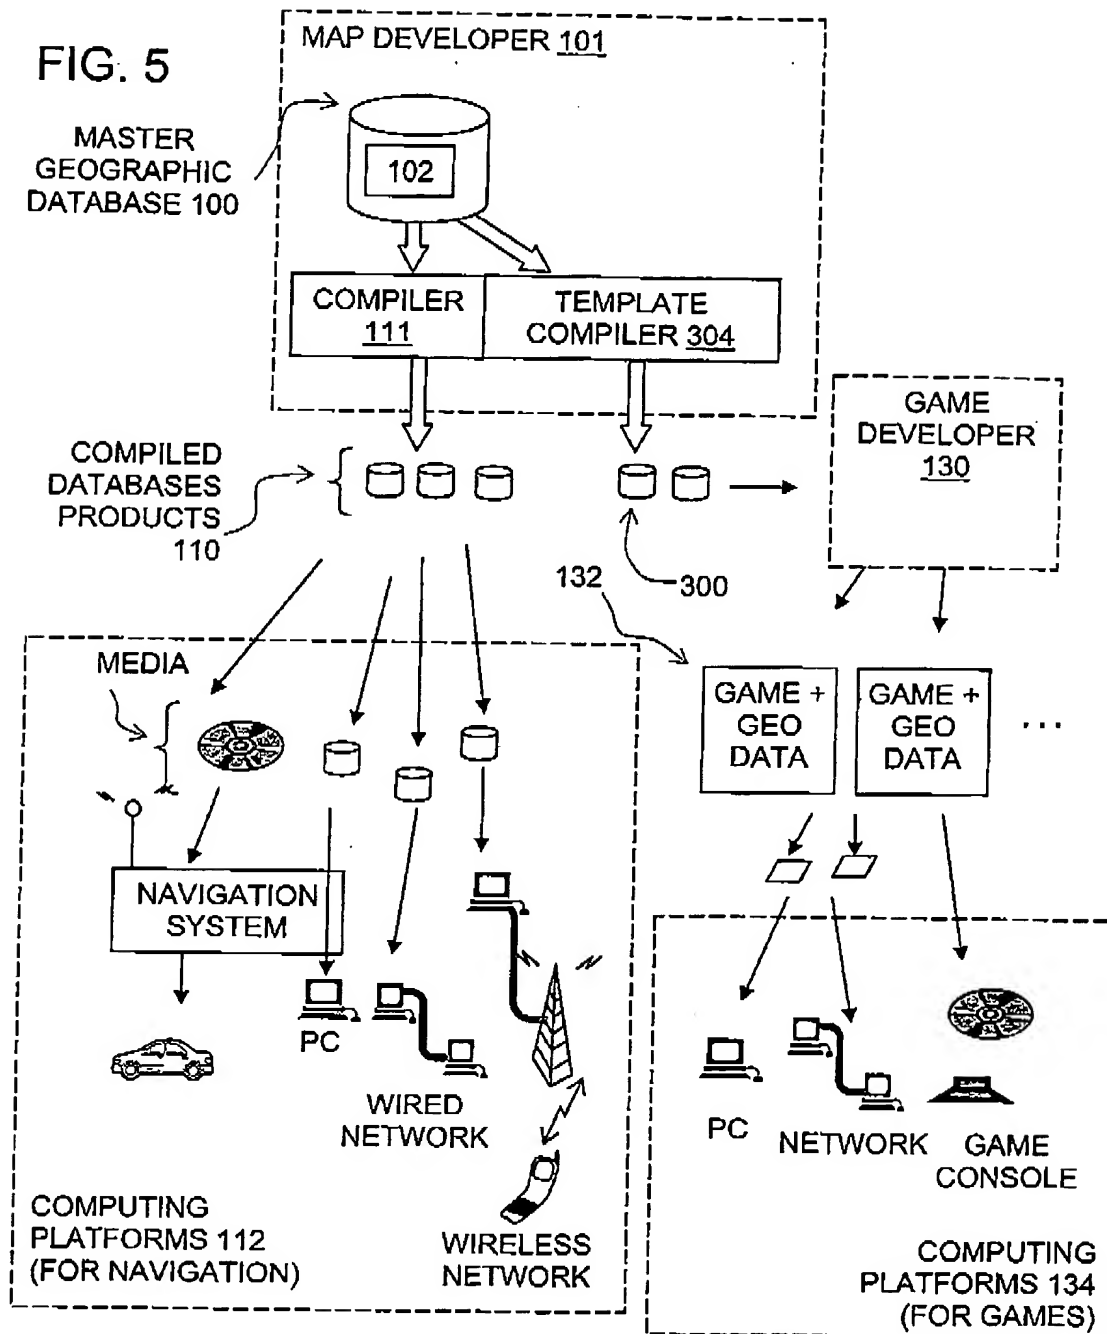 FIG. 5
MAP DEVELOPER 101
MASTER
GEOGRAPHIC
DATABASE 100
102
COMPILER
111
TEMPLATE
COMPILER 304
GAME
DEVELOPER
130
COMPILED
DATABASES
PRODUCTS
110
132
300
MEDIA
GAME +
GEO
DATA
GAME +
GEO
DATA
...
NAVIGATION
SYSTEM
PC
WIRED
NETWORK
WIRELESS
NETWORK
COMPUTING
PLATFORMS 112
(FOR NAVIGATION)
PC
NETWORK
GAME
CONSOLE
COMPUTING
PLATFORMS 134
(FOR GAMES)